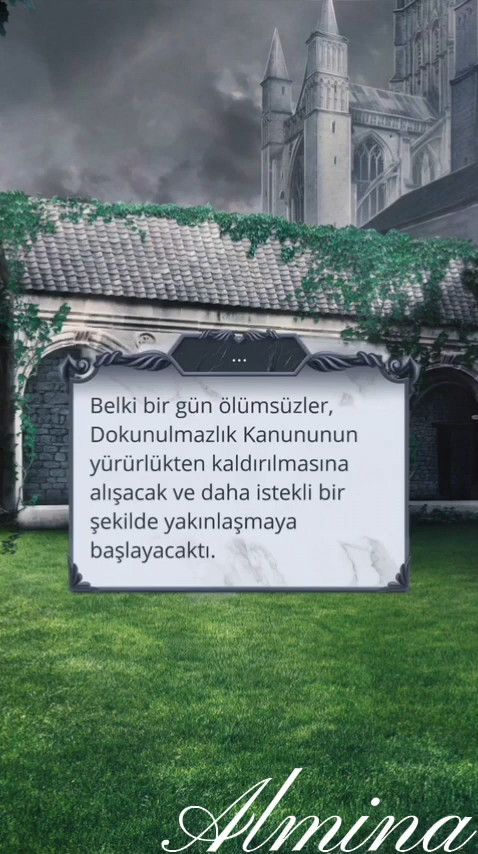 ...
Belki bir gün ölümsüzler,
Dokunulmazlık Kanununun
yürürlükten kaldırılmasına
alışacak ve daha istekli bir
şekilde yakınlaşmaya
başlayacaktı.
Almina